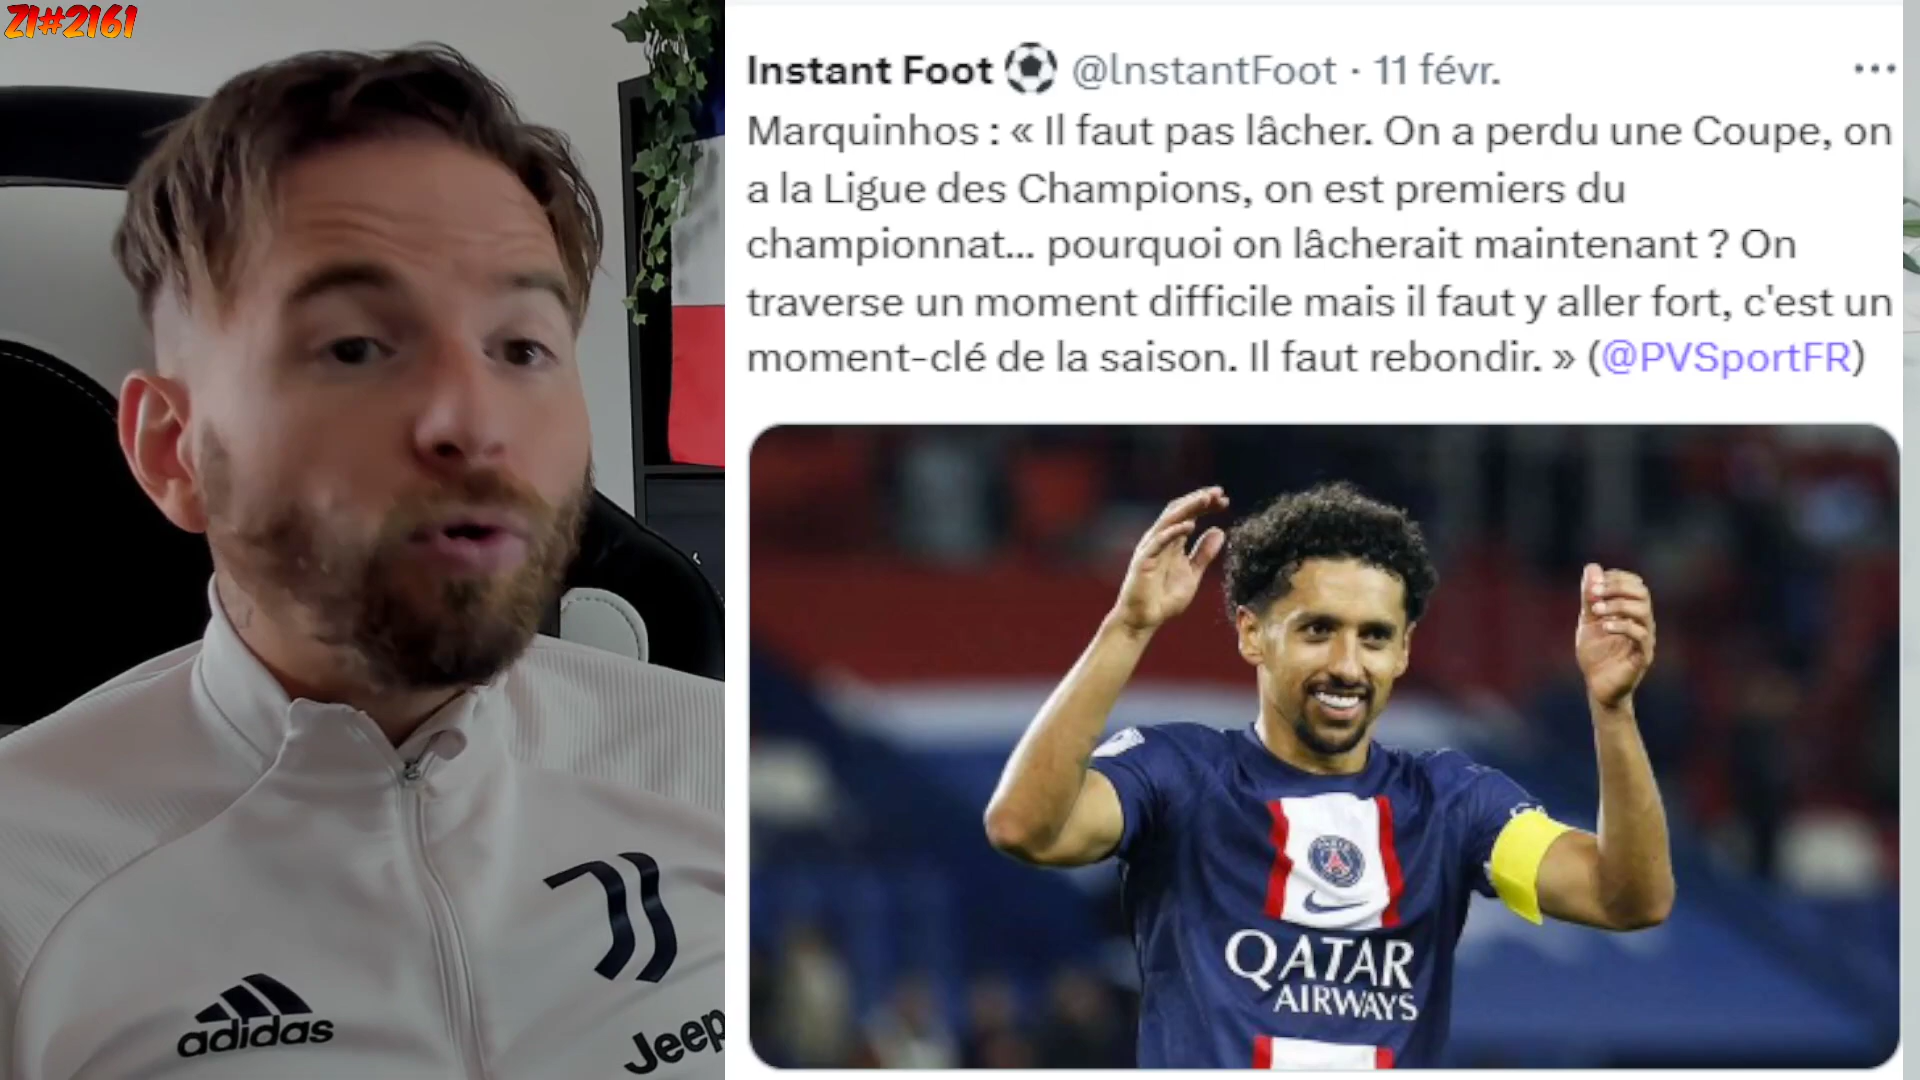 Z1#2161
Instant Foot @lnstantFoot · 11 févr.
Marquinhos : « Il faut pas lâcher. On a perdu une Coupe, on
a la Ligue des Champions, on est premiers du
championnat... pourquoi on lâcherait maintenant ? On
traverse un moment difficile mais il faut y aller fort, c'est un
moment-clé de la saison. Il faut rebondir. » (@PVSportFR)
adidas
Jeep
QATAR
AIRWAYS